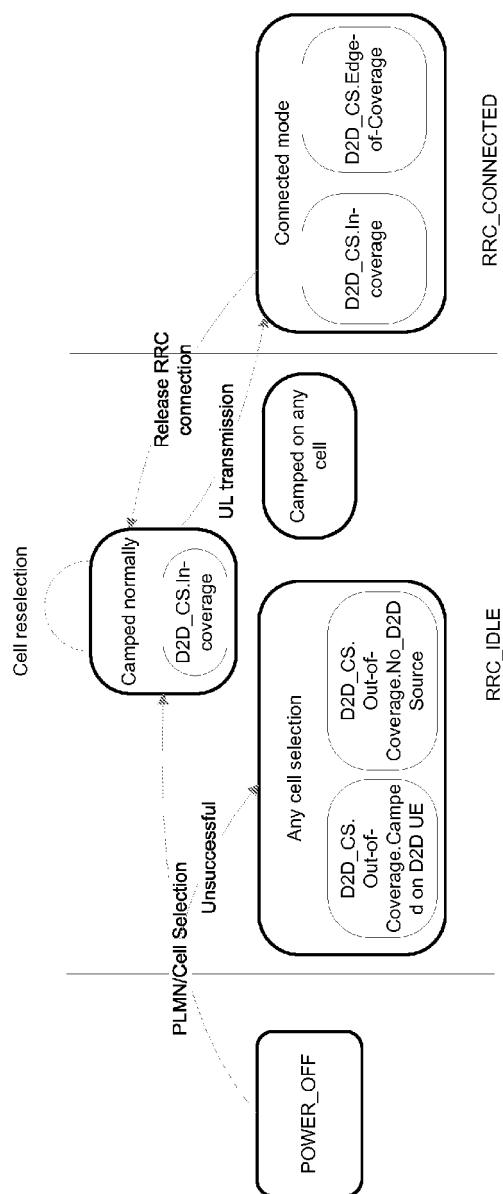 Cell reselection
Camped normally
D2D_CS.In-
coverage
PLMN/Cell Selection
Unsuccessful
Release RRC
connection
UL transmission
POWER_OFF
Any cell selection
D2D_CS.
Out-of-
Coverage.Campe
d on D2D UE
D2D_CS.
Out-of-
Coverage.No_D2D
Source
Camped on any
cell
Connected mode
D2D_CS.In-
coverage
D2D_CS.Edge-
of-Coverage
RRC_IDLE
RRC_CONNECTED